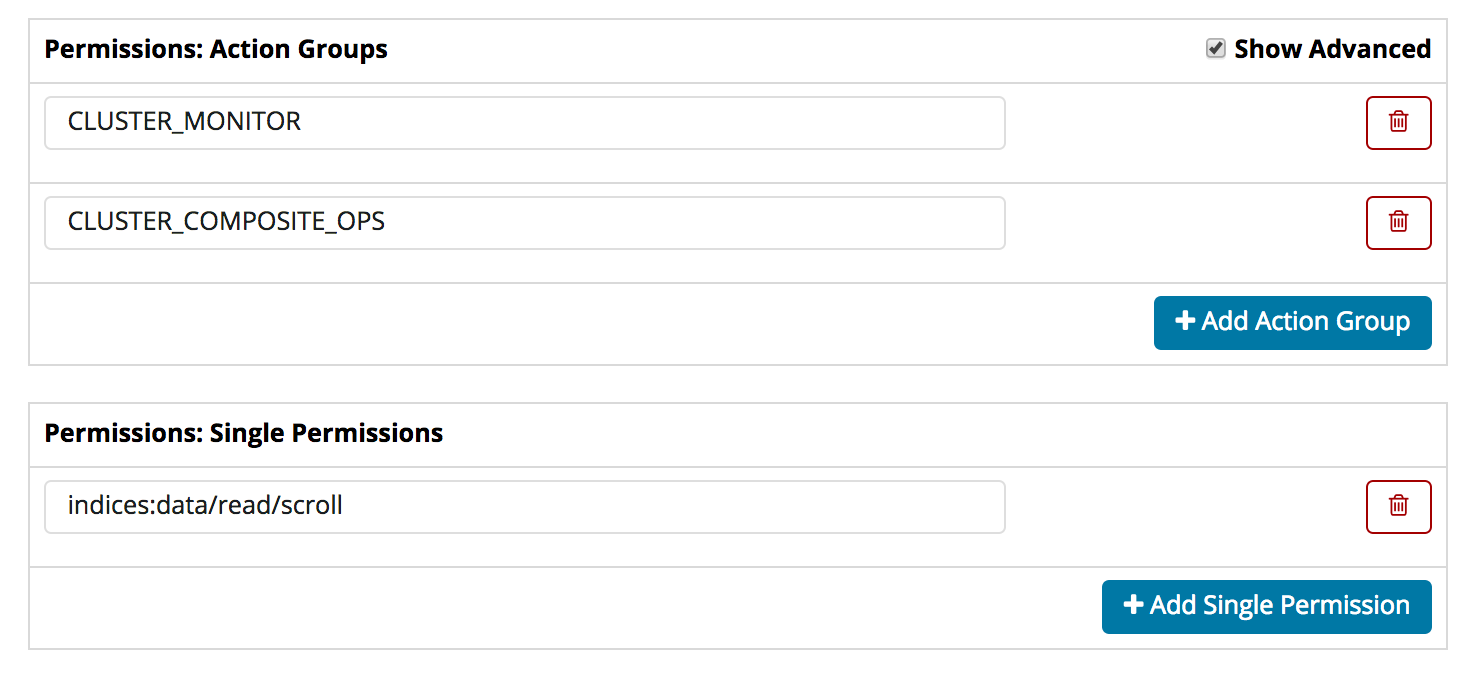 Permissions: Action Groups
Show Advanced
CLUSTER_MONITOR
CLUSTER_COMPOSITE_OPS
Add Action Group
Permissions: Single Permissions
indices:data/read/scroll
Add Single Permission